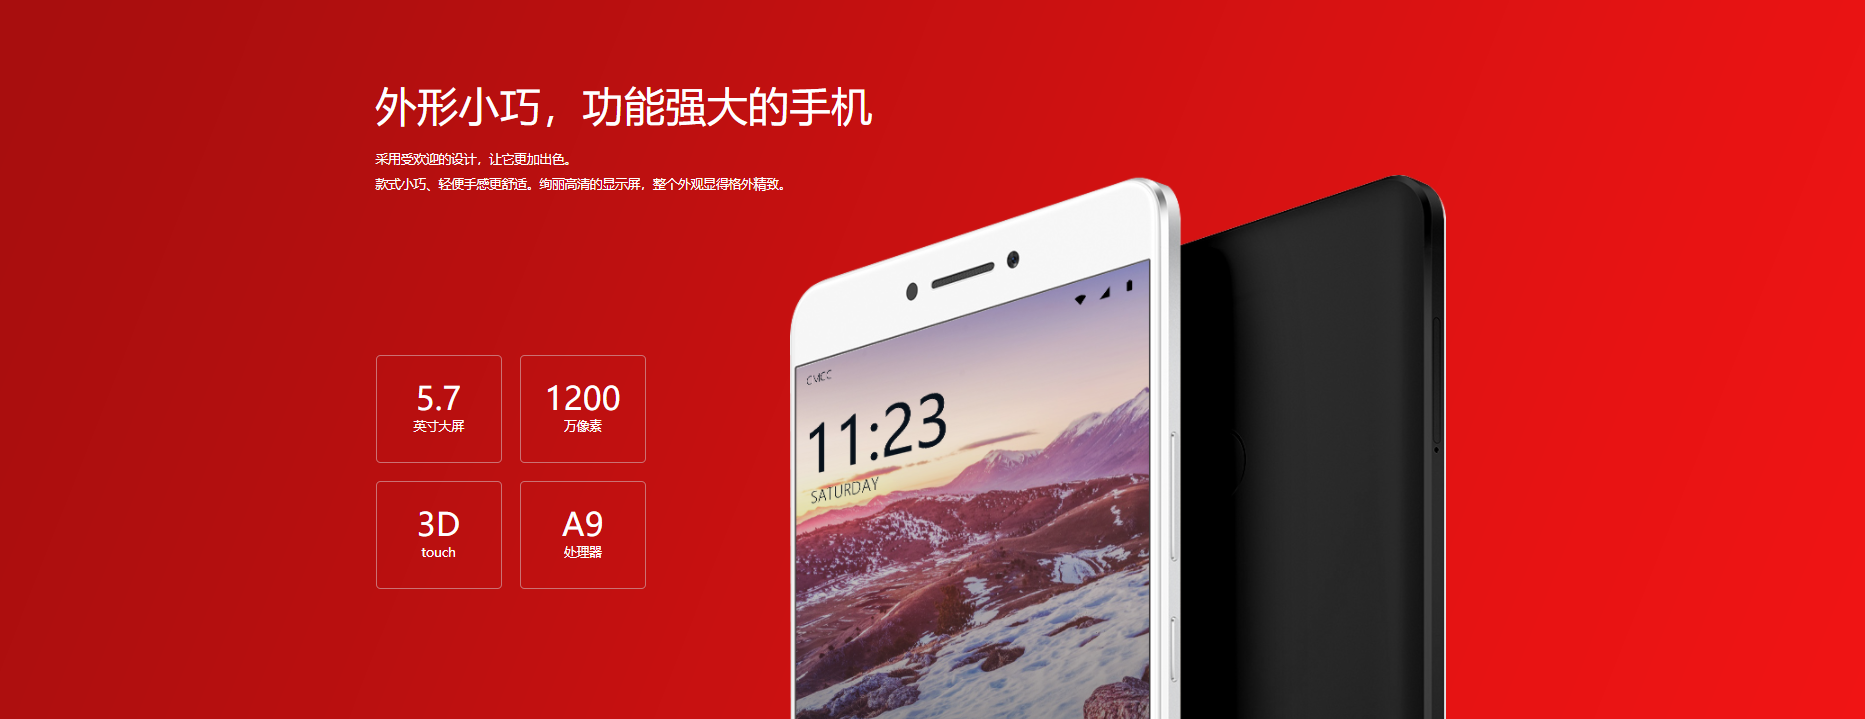 外形小巧，功能强大的手机
采用受欢迎的设计，让它更加出色。
款式小巧、轻便手感更舒适。绚丽高清的显示屏，整个外观显得格外精致。
5.7
英寸大屏
1200
万像素
3D
touch
A9
处理器
CMCC
11:23
SATURDAY